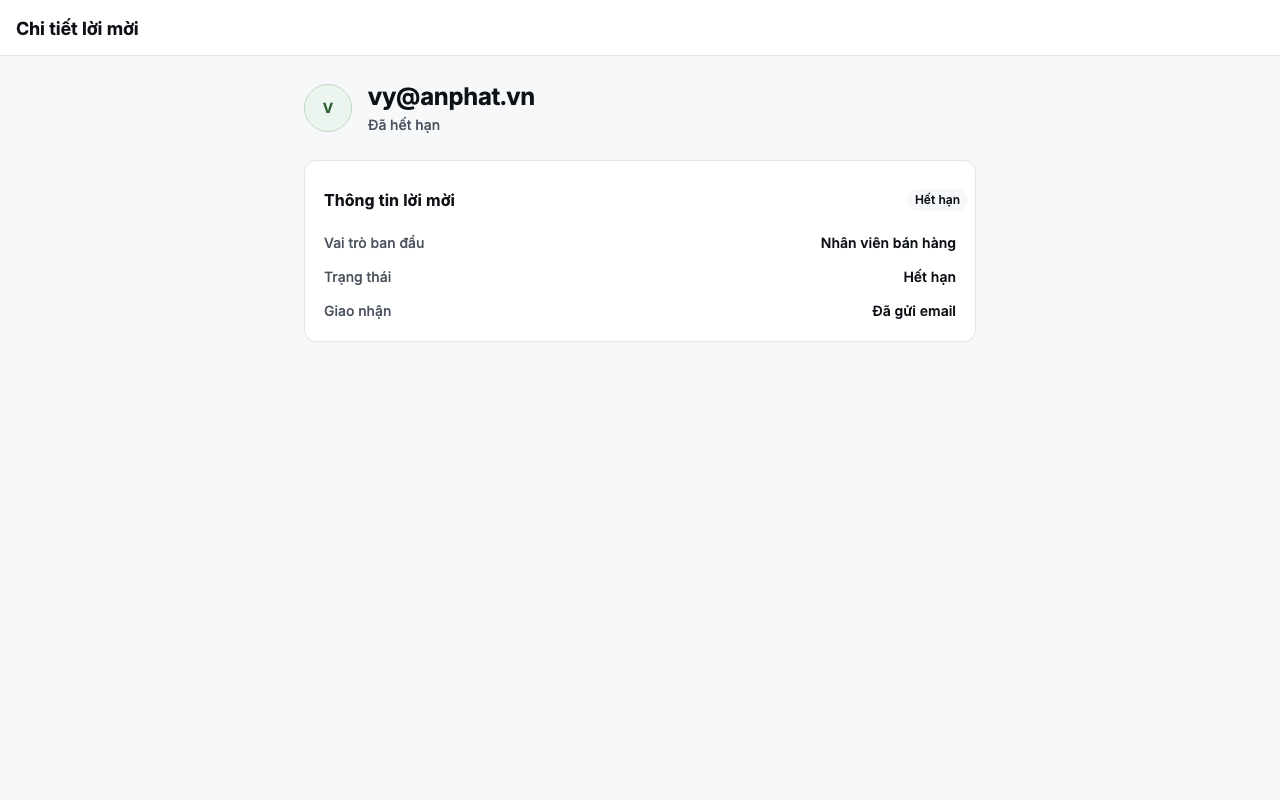 Chi tiết lời mời
V
vy@anphat.vn
Đã hết hạn
Thông tin lời mời
Hết hạn
Vai trò ban đầu
Nhân viên bán hàng
Trạng thái
Hết hạn
Giao nhận
Đã gửi email